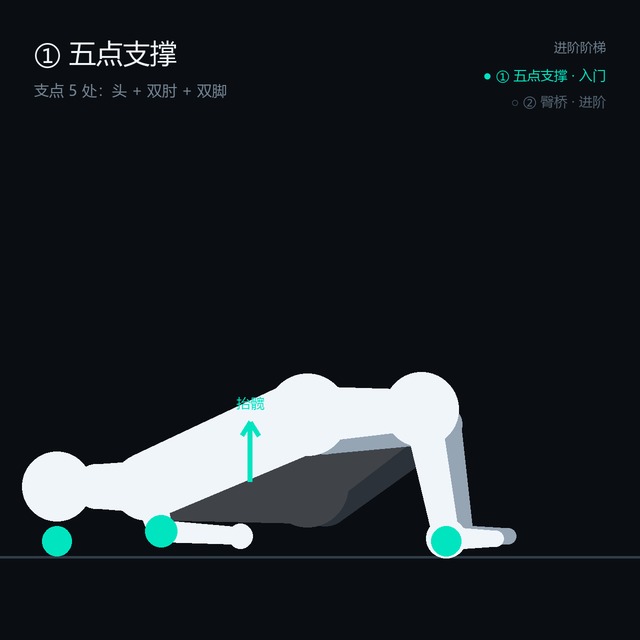 ① 五点支撑
支点 5 处：头 + 双肘 + 双脚
进阶阶梯
● ① 五点支撑 · 入门
○ ② 臀桥 · 进阶
抬髋